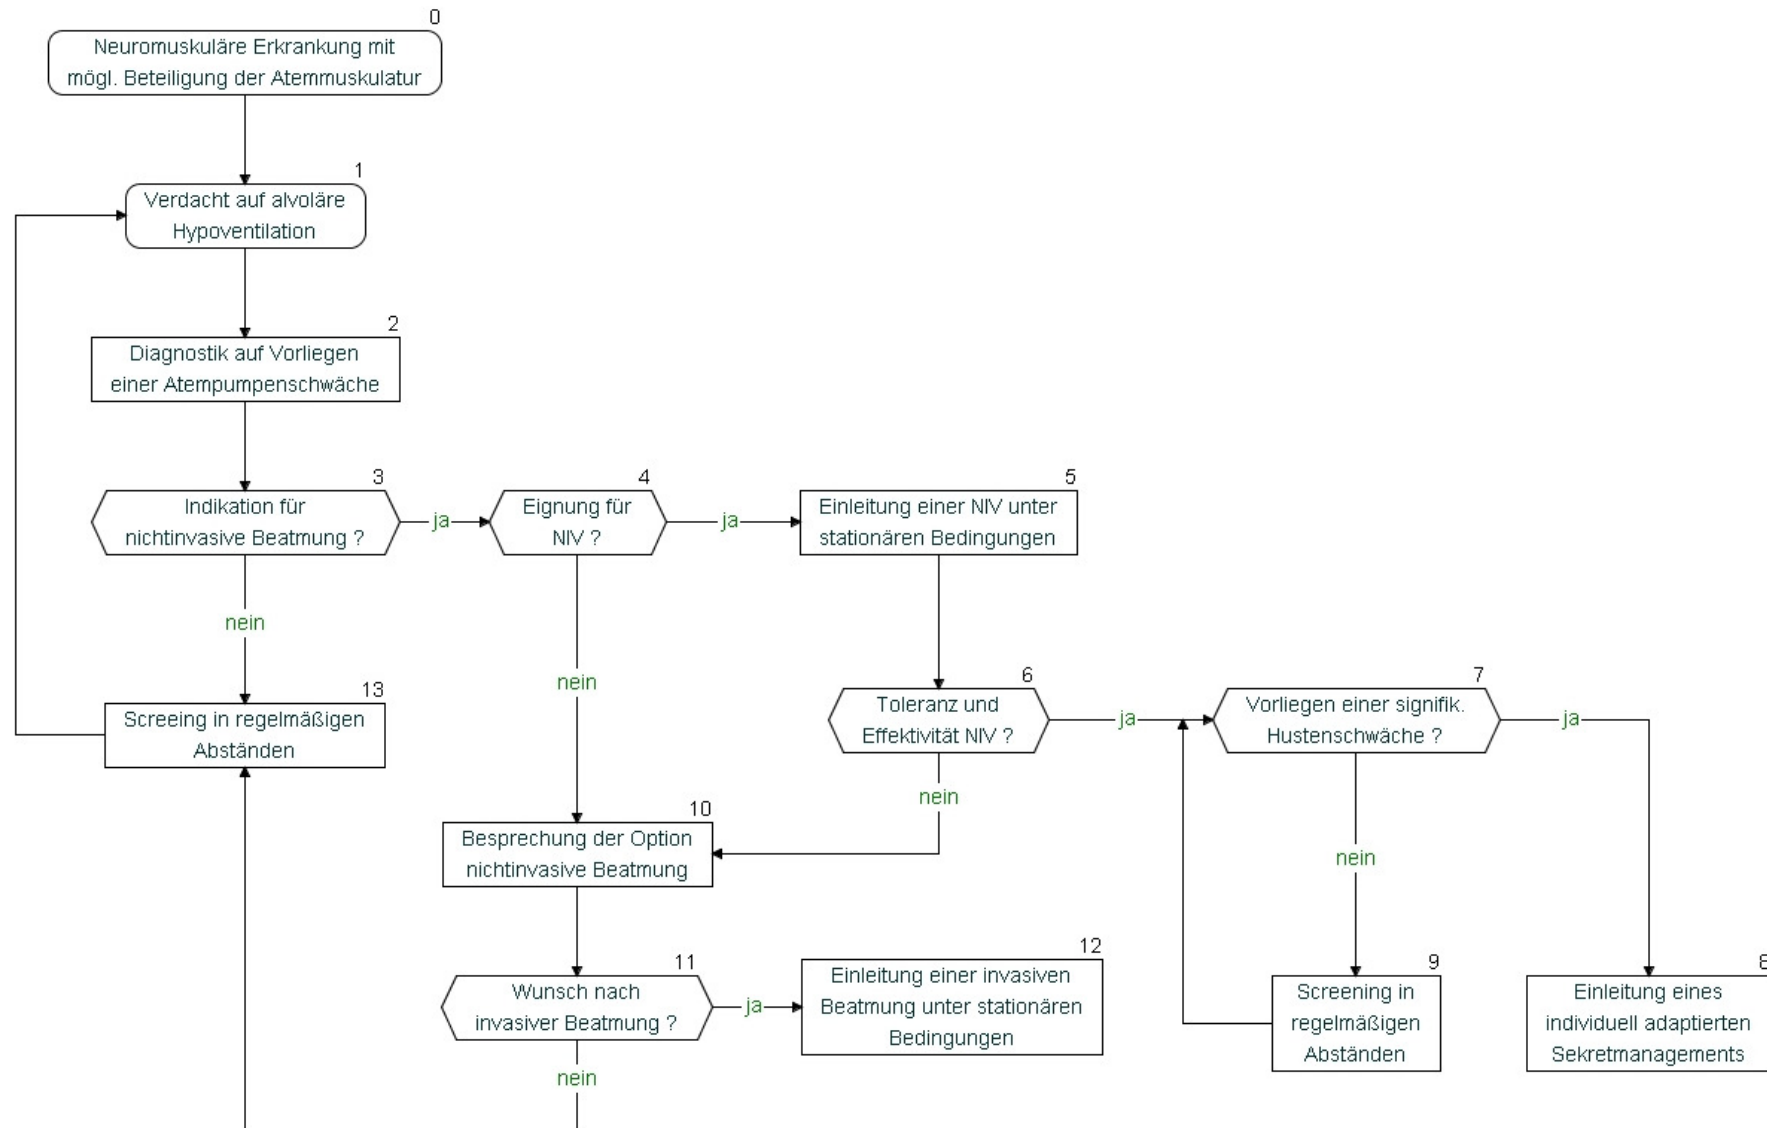 0
Neuromuskuläre Erkrankung mit
mögl. Beteiligung der Atemmuskulatur
1
Verdacht auf alvoläre
Hypoventilation
2
Diagnostik auf Vorliegen
einer Atempumpenschwäche
3
Indikation für
nichtinvasive Beatmung ?
ja
4
Eignung für
NIV ?
ja
5
Einleitung einer NIV unter
stationären Bedingungen
nein
nein
13
Screeing in regelmäßigen
Abständen
6
Toleranz und
Effektivität NIV ?
ja
7
Vorliegen einer signifik.
Hustenschwäche ?
ja
nein
nein
10
Besprechung der Option
nichtinvasive Beatmung
11
Wunsch nach
invasiver Beatmung ?
ja
12
Einleitung einer invasiven
Beatmung unter stationären
Bedingungen
9
Screening in
regelmäßigen
Abständen
8
Einleitung eines
individuell adaptierten
Sekretmanagements
nein